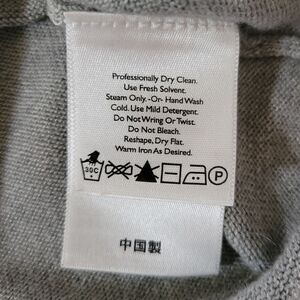 Professionally Dry Clean.
Use Fresh Solvent.
Steam Only. -Or- Hand Wash
Cold. Use Mild Detergent.
Do Not Wring Or Twist.
Do Not Bleach.
Reshape, Dry Flat.
Warm Iron As Desired.
30C P
中国製